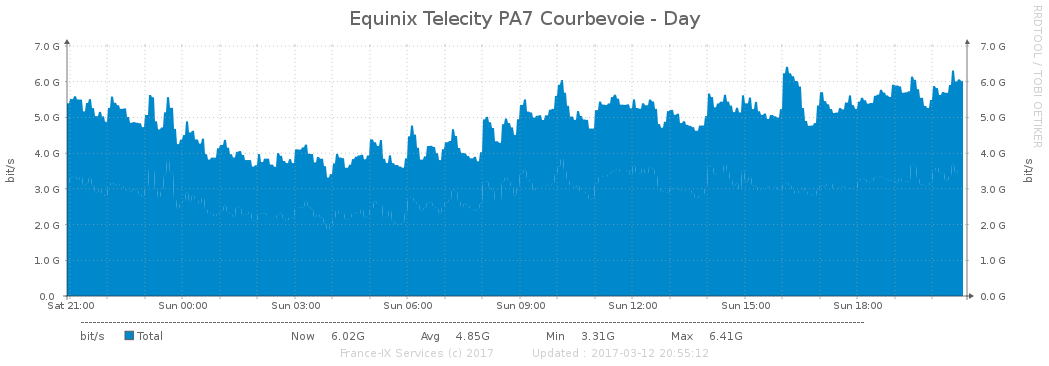 Equinix Telecity PA7 Courbevoie - Day
RRDTOOL / TOBI OETIKER
7.0 G 7.0 G
6.0 G 6.0 G
5.0 G 5.0 G
4.0 G 4.0 G
3.0 G 3.0 G
2.0 G 2.0 G
1.0 G 1.0 G
0.0 0.0 G
bit/s
bit/s
Sat 21:00 Sun 00:00 Sun 03:00 Sun 06:00 Sun 09:00 Sun 12:00 Sun 15:00 Sun 18:00
bit/s Total Now 6.02G Avg 4.85G Min 3.31G Max 6.41G
France-IX Services (c) 2017 Updated : 2017-03-12 20:55:12